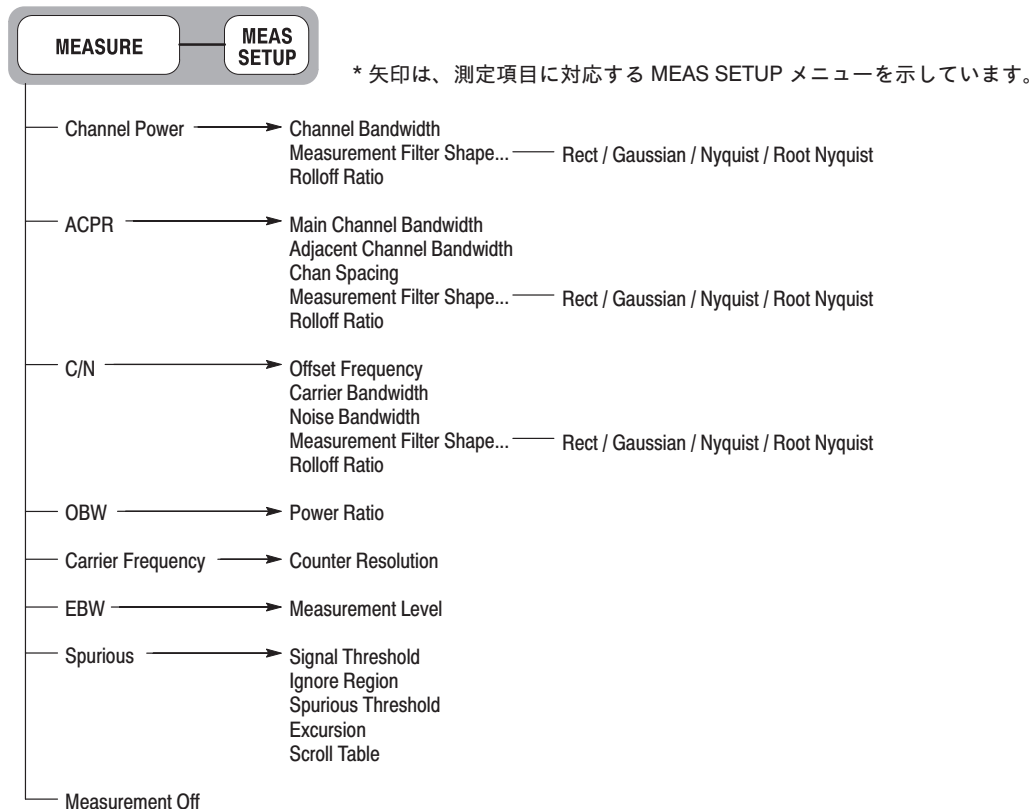 MEASURE
MEAS
SETUP
* 矢印は、測定項目に対応する MEAS SETUP メニューを示しています。
Channel Power
Channel Bandwidth
Measurement Filter Shape... Rect / Gaussian / Nyquist / Root Nyquist
Rolloff Ratio
ACPR
Main Channel Bandwidth
Adjacent Channel Bandwidth
Chan Spacing
Measurement Filter Shape... Rect / Gaussian / Nyquist / Root Nyquist
Rolloff Ratio
C/N
Offset Frequency
Carrier Bandwidth
Noise Bandwidth
Measurement Filter Shape... Rect / Gaussian / Nyquist / Root Nyquist
Rolloff Ratio
OBW
Power Ratio
Carrier Frequency
Counter Resolution
EBW
Measurement Level
Spurious
Signal Threshold
Ignore Region
Spurious Threshold
Excursion
Scroll Table
Measurement Off